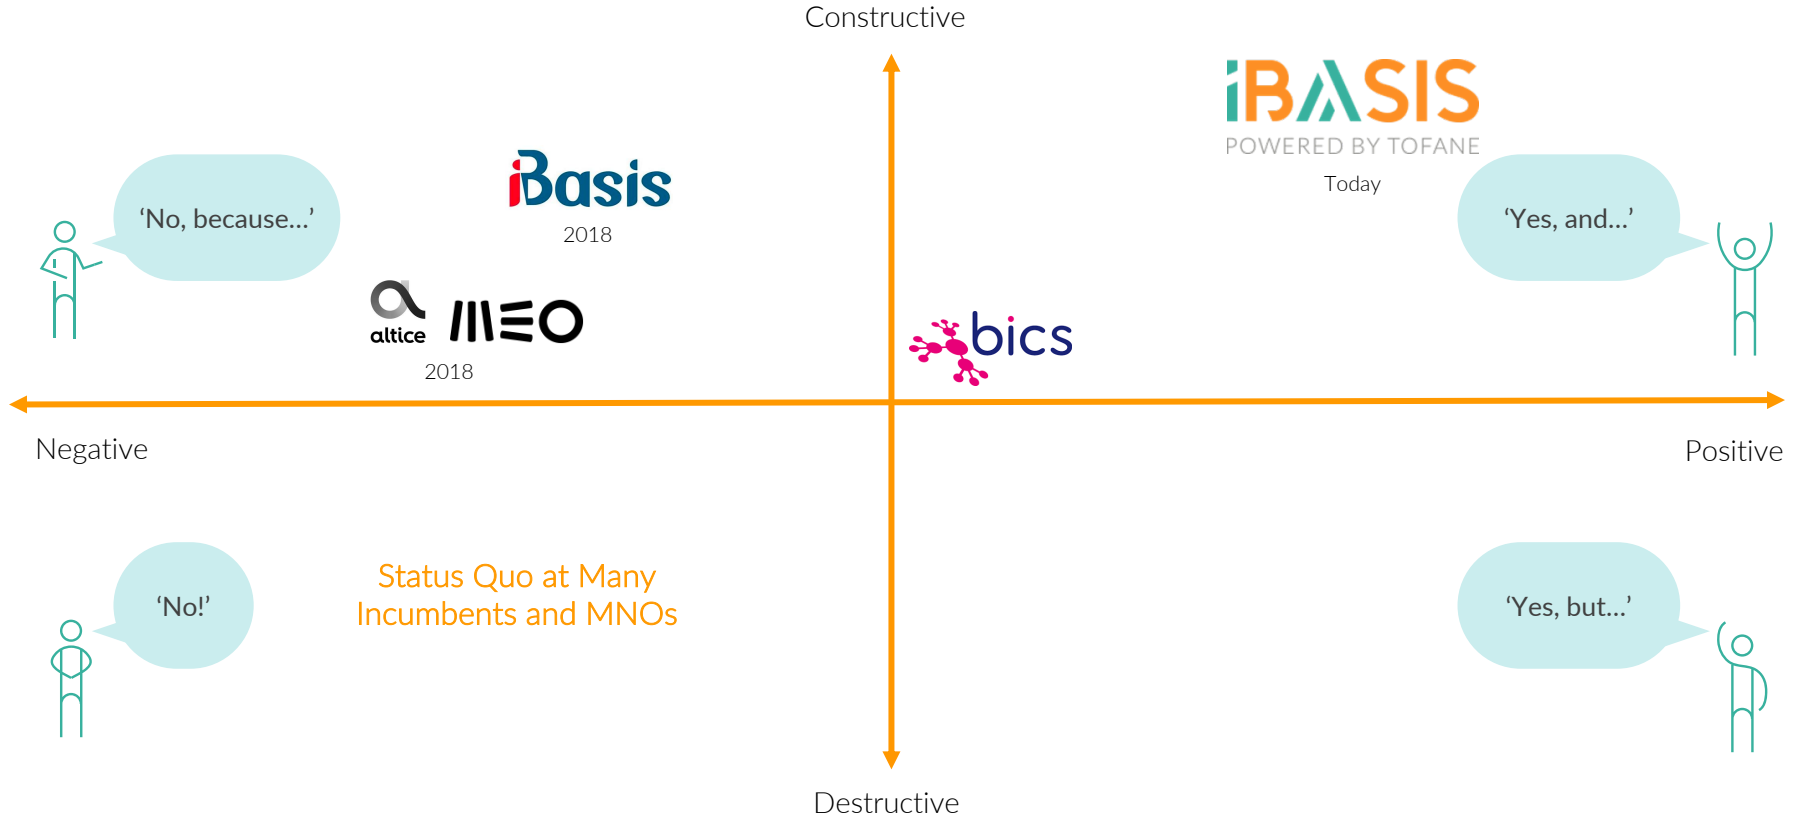 Constructive
iBASIS
POWERED BY TOFANE
Today
iBasis
2018
‘No, because...’
‘Yes, and...’
altice
MEO
2018
bics
Negative
Positive
‘No!’
Status Quo at Many
Incumbents and MNOs
‘Yes, but...’
Destructive